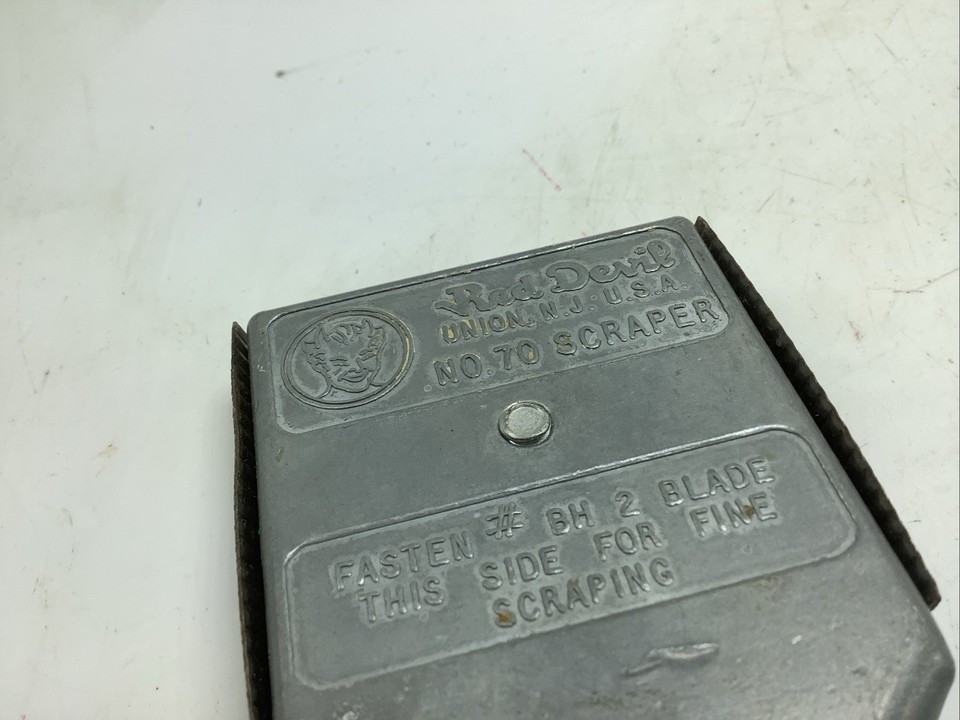 Red Devil
UNION, N.J. U.S.A.
NO. 70 SCRAPER
FASTEN # BH 2 BLADE
THIS SIDE FOR FINE
SCRAPING